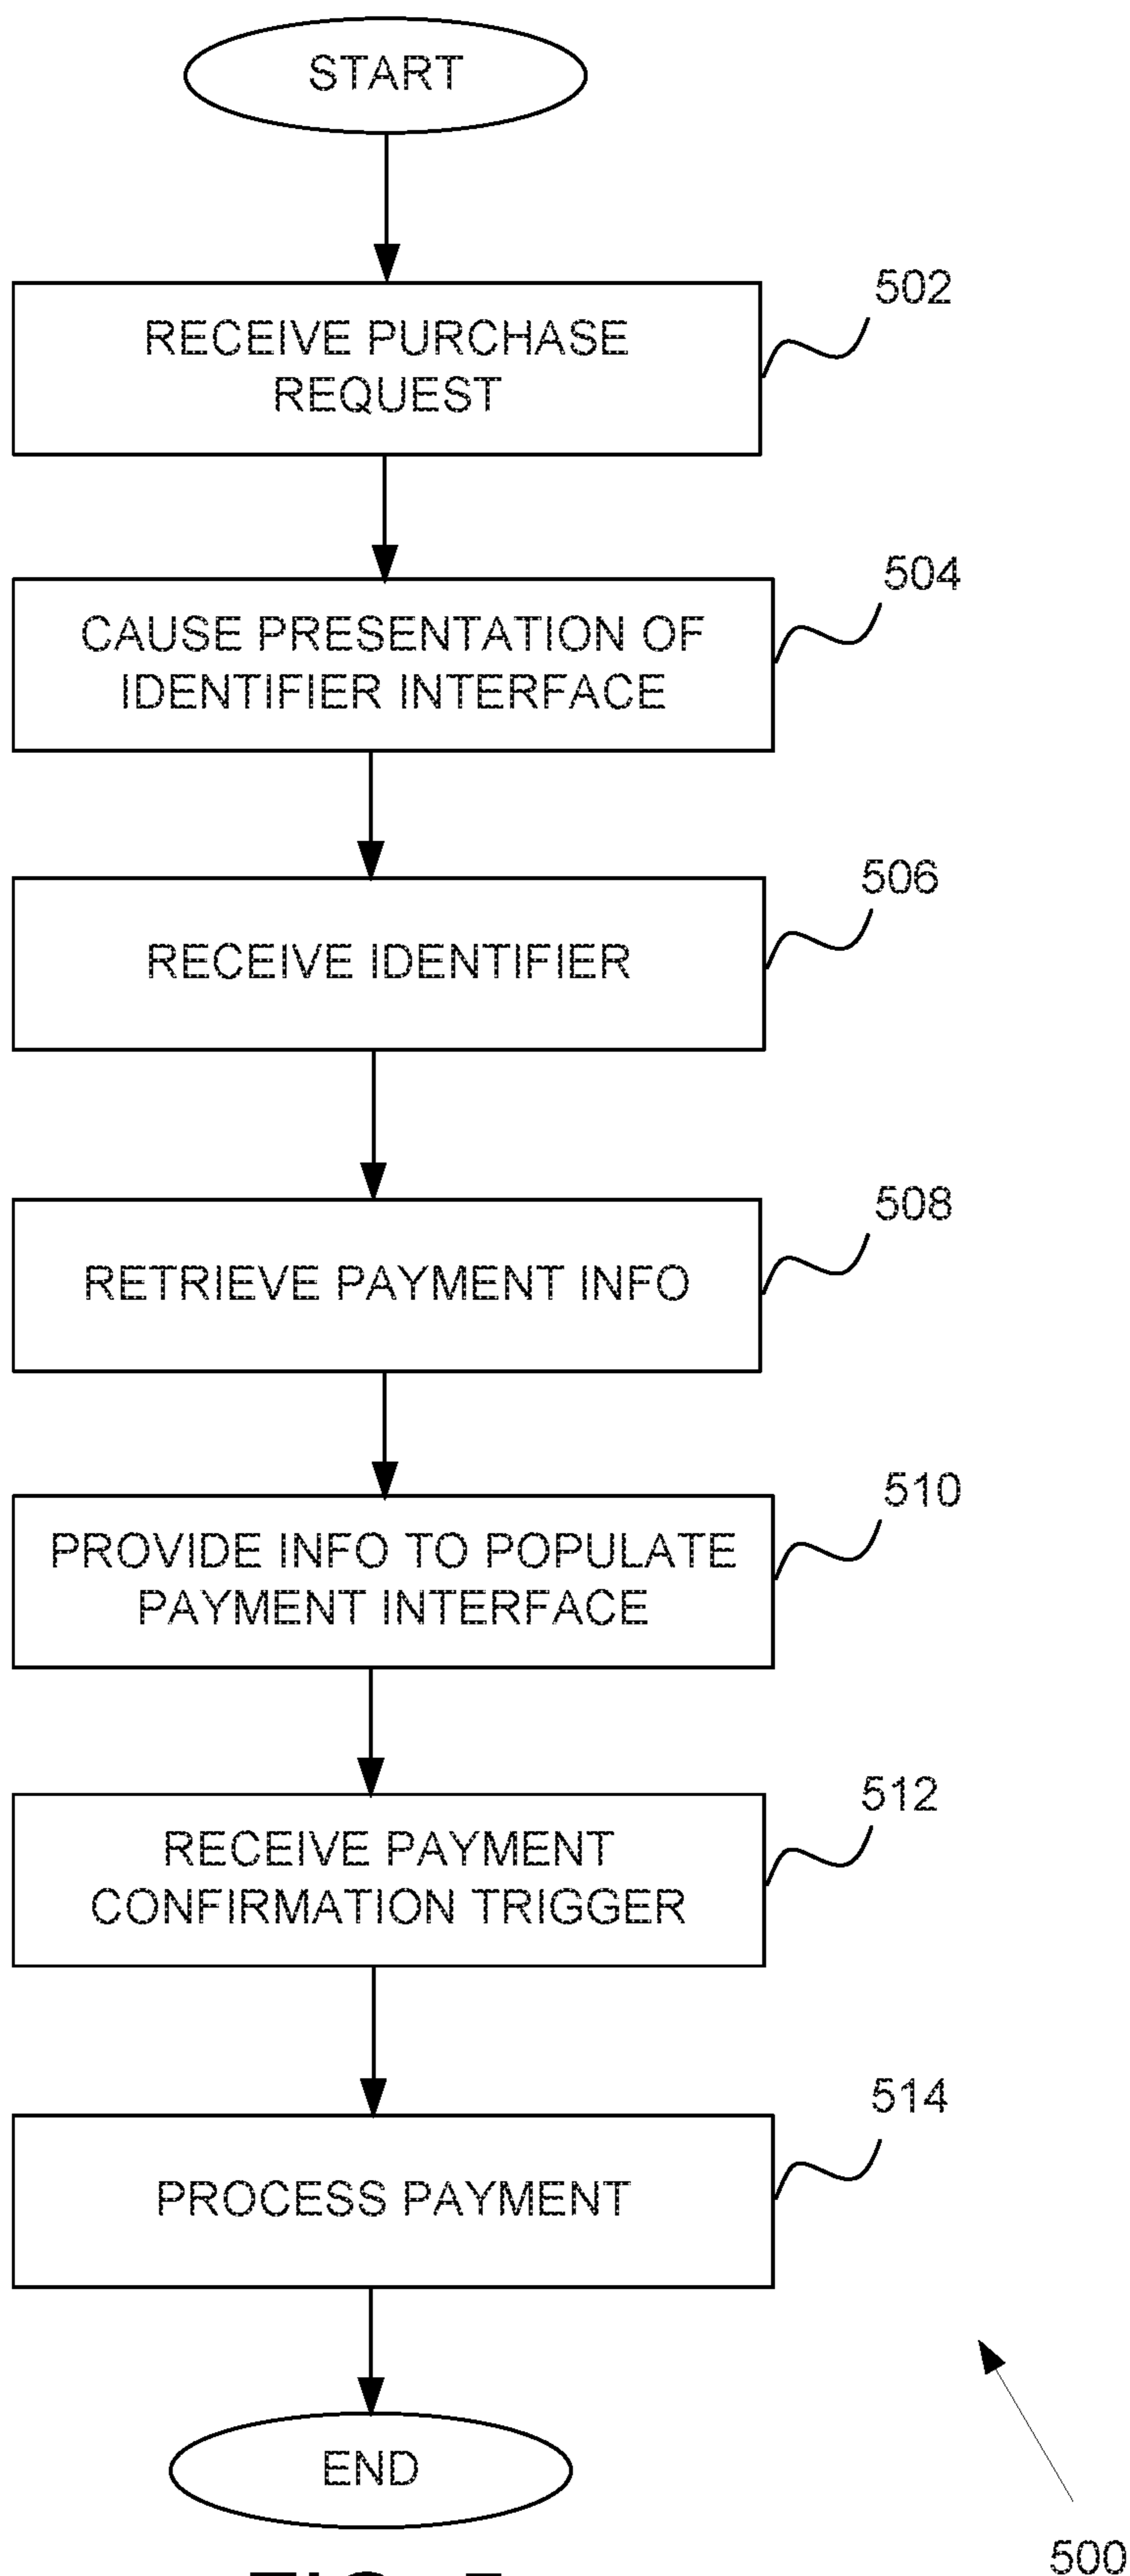 START
502
RECEIVE PURCHASE
REQUEST
504
CAUSE PRESENTATION OF
IDENTIFIER INTERFACE
506
RECEIVE IDENTIFIER
508
RETRIEVE PAYMENT INFO
510
PROVIDE INFO TO POPULATE
PAYMENT INTERFACE
512
RECEIVE PAYMENT
CONFIRMATION TRIGGER
514
PROCESS PAYMENT
END
500